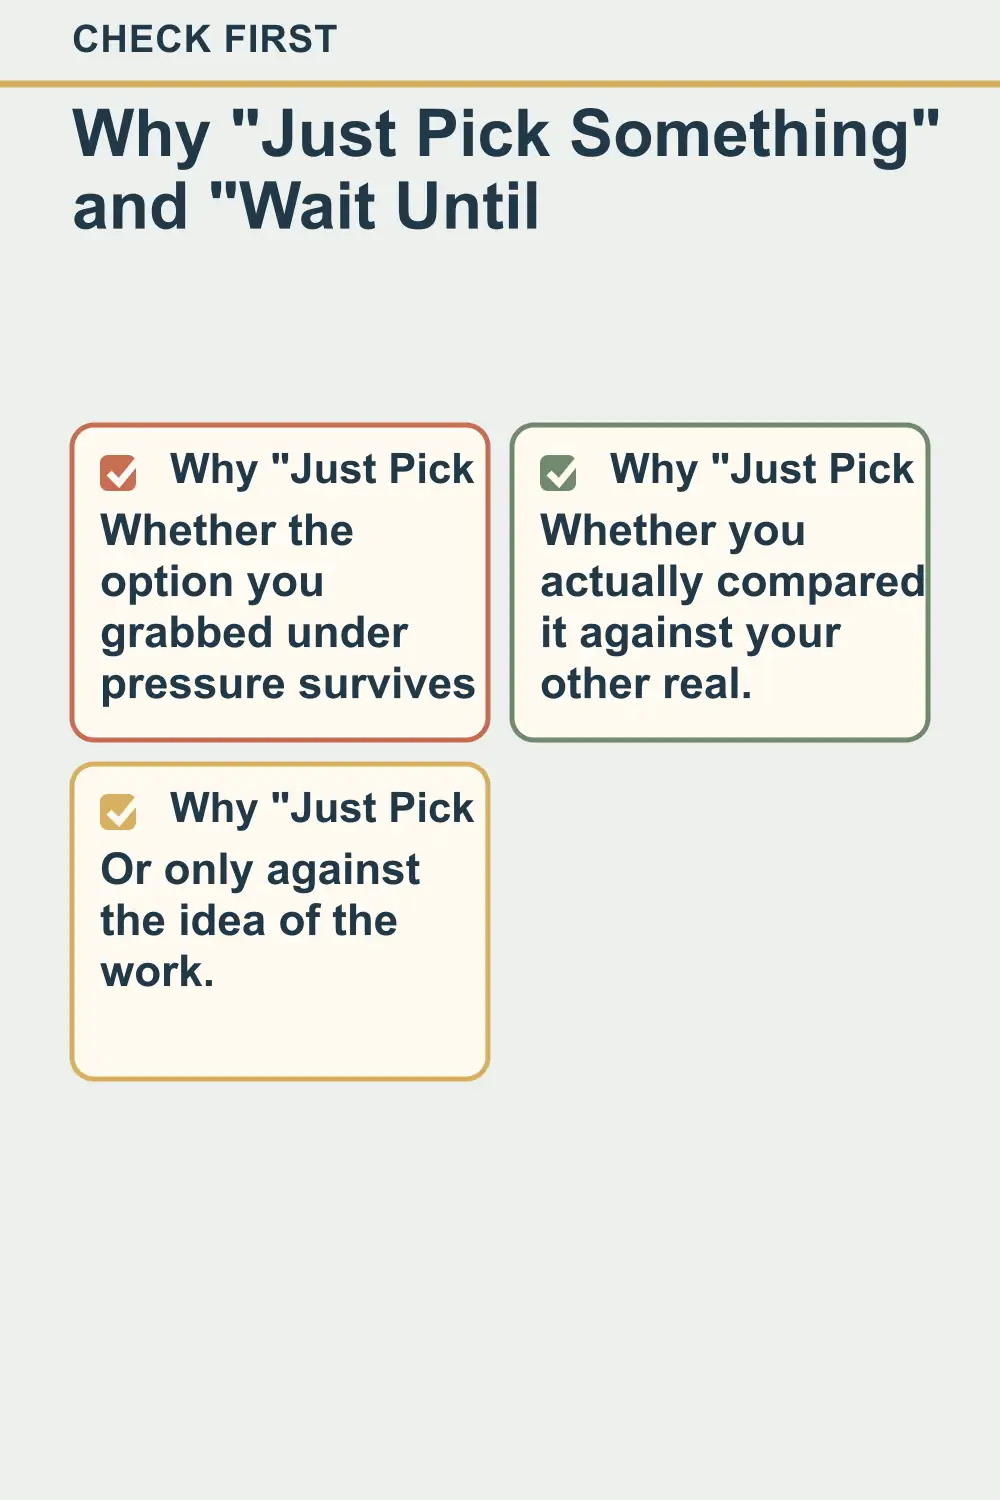 CHECK FIRST
Why "Just Pick Something"
and "Wait Until
Why "Just Pick
Whether the
option you
grabbed under
pressure survives
Why "Just Pick
Whether you
actually compared
it against your
other real.
Why "Just Pick
Or only against
the idea of the
work.